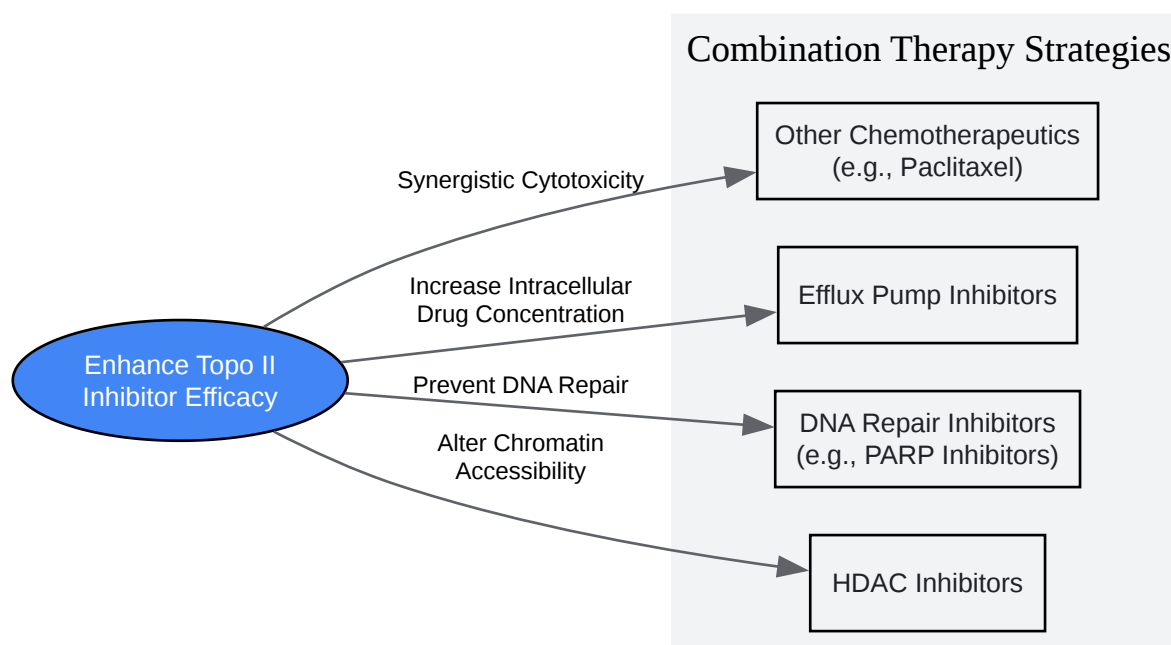 Combination Therapy Strategies
Other Chemotherapeutics
(e.g., Paclitaxel)
Synergistic Cytotoxicity
Increase Intracellular
Drug Concentration
Efflux Pump Inhibitors
Enhance Topo II
Inhibitor Efficacy
Prevent DNA Repair
DNA Repair Inhibitors
(e.g., PARP Inhibitors)
Alter Chromatin
Accessibility
HDAC Inhibitors